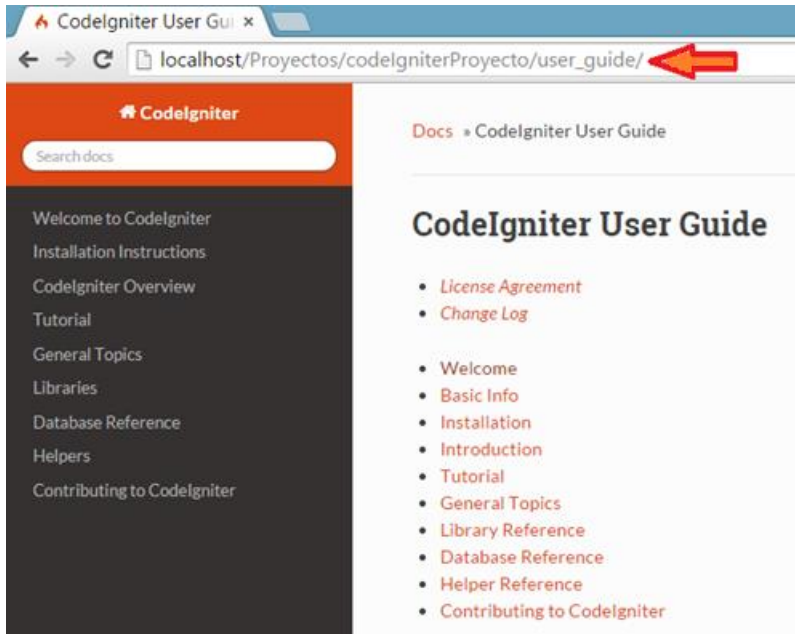 CodeIgniter User Gui
localhost/Proyectos/codeIgniterProyecto/user_guide/
CodeIgniter
Search docs
Welcome to CodeIgniter
Installation Instructions
CodeIgniter Overview
Tutorial
General Topics
Libraries
Database Reference
Helpers
Contributing to CodeIgniter
Docs » CodeIgniter User Guide
CodeIgniter User Guide
License Agreement
Change Log
Welcome
Basic Info
Installation
Introduction
Tutorial
General Topics
Library Reference
Database Reference
Helper Reference
Contributing to CodeIgniter